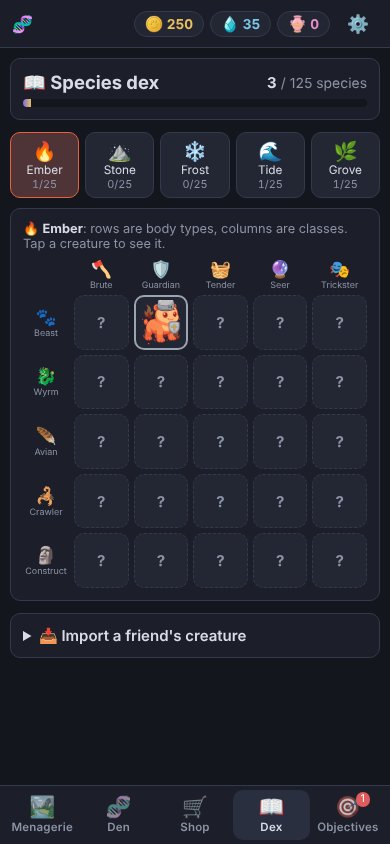 250 35 0
Species dex 3 / 125 species
Ember Stone Frost Tide Grove
1/25 0/25 0/25 1/25 1/25
Ember: rows are body types, columns are classes.
Tap a creature to see it.
Brute Guardian Tender Seer Trickster
Beast ? ? ? ?
Wyrm ? ? ? ? ?
Avian ? ? ? ? ?
Crawler ? ? ? ? ?
Construct ? ? ? ? ?
Import a friend's creature
1
Menagerie Den Shop Dex Objectives